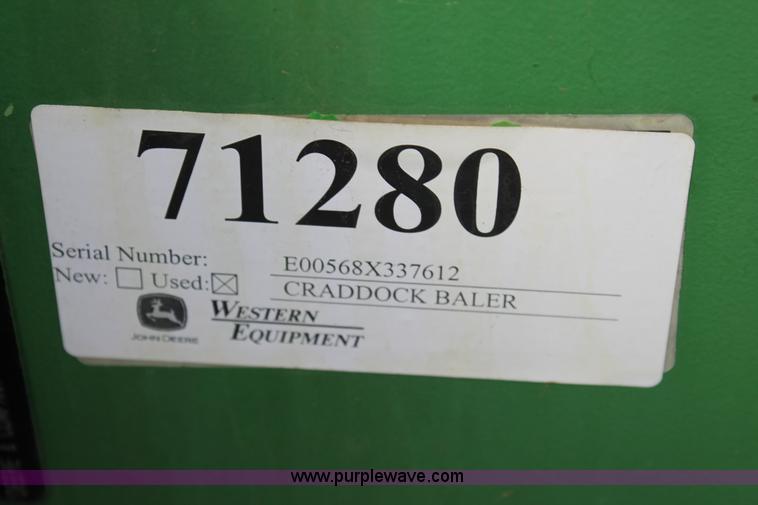 71280
Serial Number: E00568X337612
New: Used: CRADDOCK BALER
JOHN DEERE
WESTERN
EQUIPMENT
www.purplewave.com